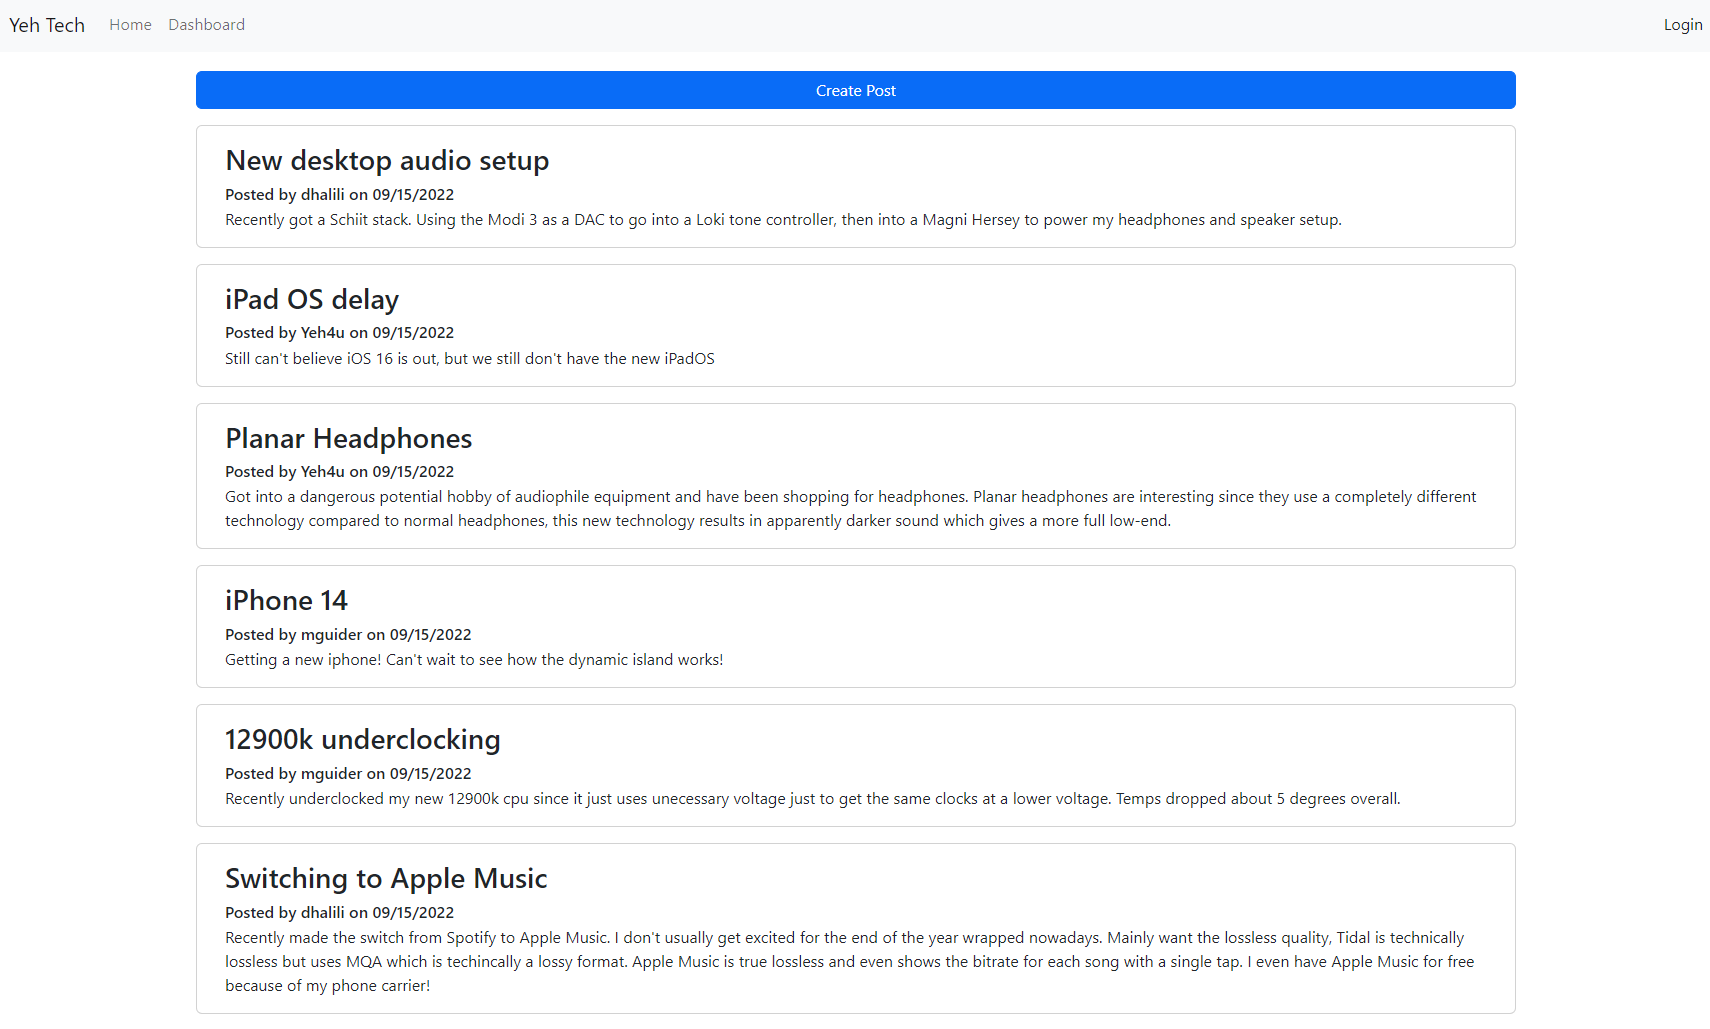 Yeh Tech Home Dashboard Login
Create Post
New desktop audio setup
Posted by dhalili on 09/15/2022
Recently got a Schiit stack. Using the Modi 3 as a DAC to go into a Loki tone controller, then into a Magni Hersey to power my headphones and speaker setup.
iPad OS delay
Posted by Yeh4u on 09/15/2022
Still can't believe iOS 16 is out, but we still don't have the new iPadOS
Planar Headphones
Posted by Yeh4u on 09/15/2022
Got into a dangerous potential hobby of audiophile equipment and have been shopping for headphones. Planar headphones are interesting since they use a completely different
technology compared to normal headphones, this new technology results in apparently darker sound which gives a more full low-end.
iPhone 14
Posted by mguider on 09/15/2022
Getting a new iphone! Can't wait to see how the dynamic island works!
12900k underclocking
Posted by mguider on 09/15/2022
Recently underclocked my new 12900k cpu since it just uses unecessary voltage just to get the same clocks at a lower voltage. Temps dropped about 5 degrees overall.
Switching to Apple Music
Posted by dhalili on 09/15/2022
Recently made the switch from Spotify to Apple Music. I don't usually get excited for the end of the year wrapped nowadays. Mainly want the lossless quality, Tidal is technically
lossless but uses MQA which is techincally a lossy format. Apple Music is true lossless and even shows the bitrate for each song with a single tap. I even have Apple Music for free
because of my phone carrier!